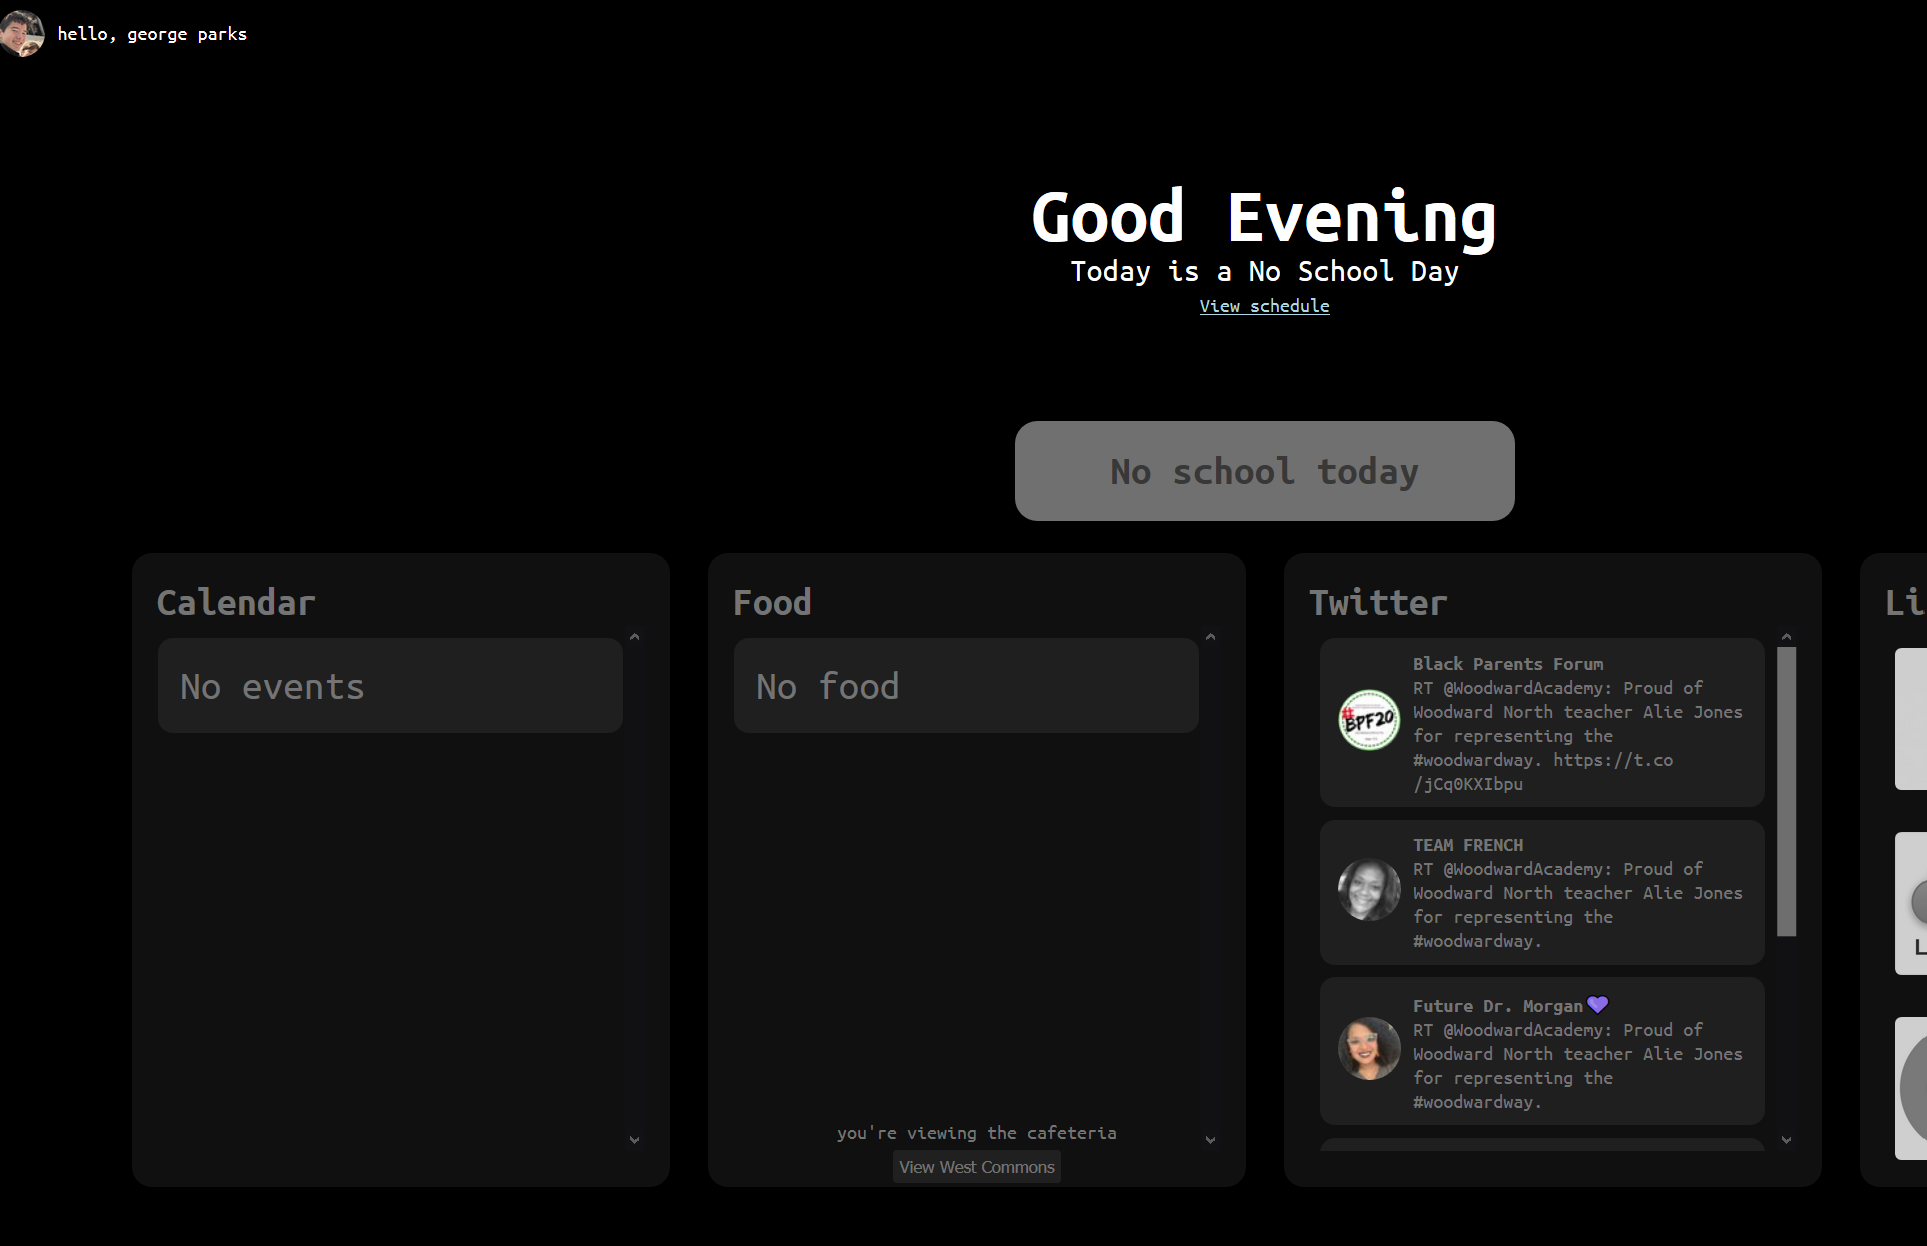 hello, george parks
Good Evening
Today is a No School Day
View schedule
No school today
Calendar
No events
Food
No food
you're viewing the cafeteria
View West Commons
Twitter
Black Parents Forum
RT @WoodwardAcademy: Proud of
Woodward North teacher Alie Jones
for representing the
#woodwardway. https://t.co
/jCq0KXIbpu
#BPF20
TEAM FRENCH
RT @WoodwardAcademy: Proud of
Woodward North teacher Alie Jones
for representing the
#woodwardway.
Future Dr. Morgan💜
RT @WoodwardAcademy: Proud of
Woodward North teacher Alie Jones
for representing the
#woodwardway.
Li
L